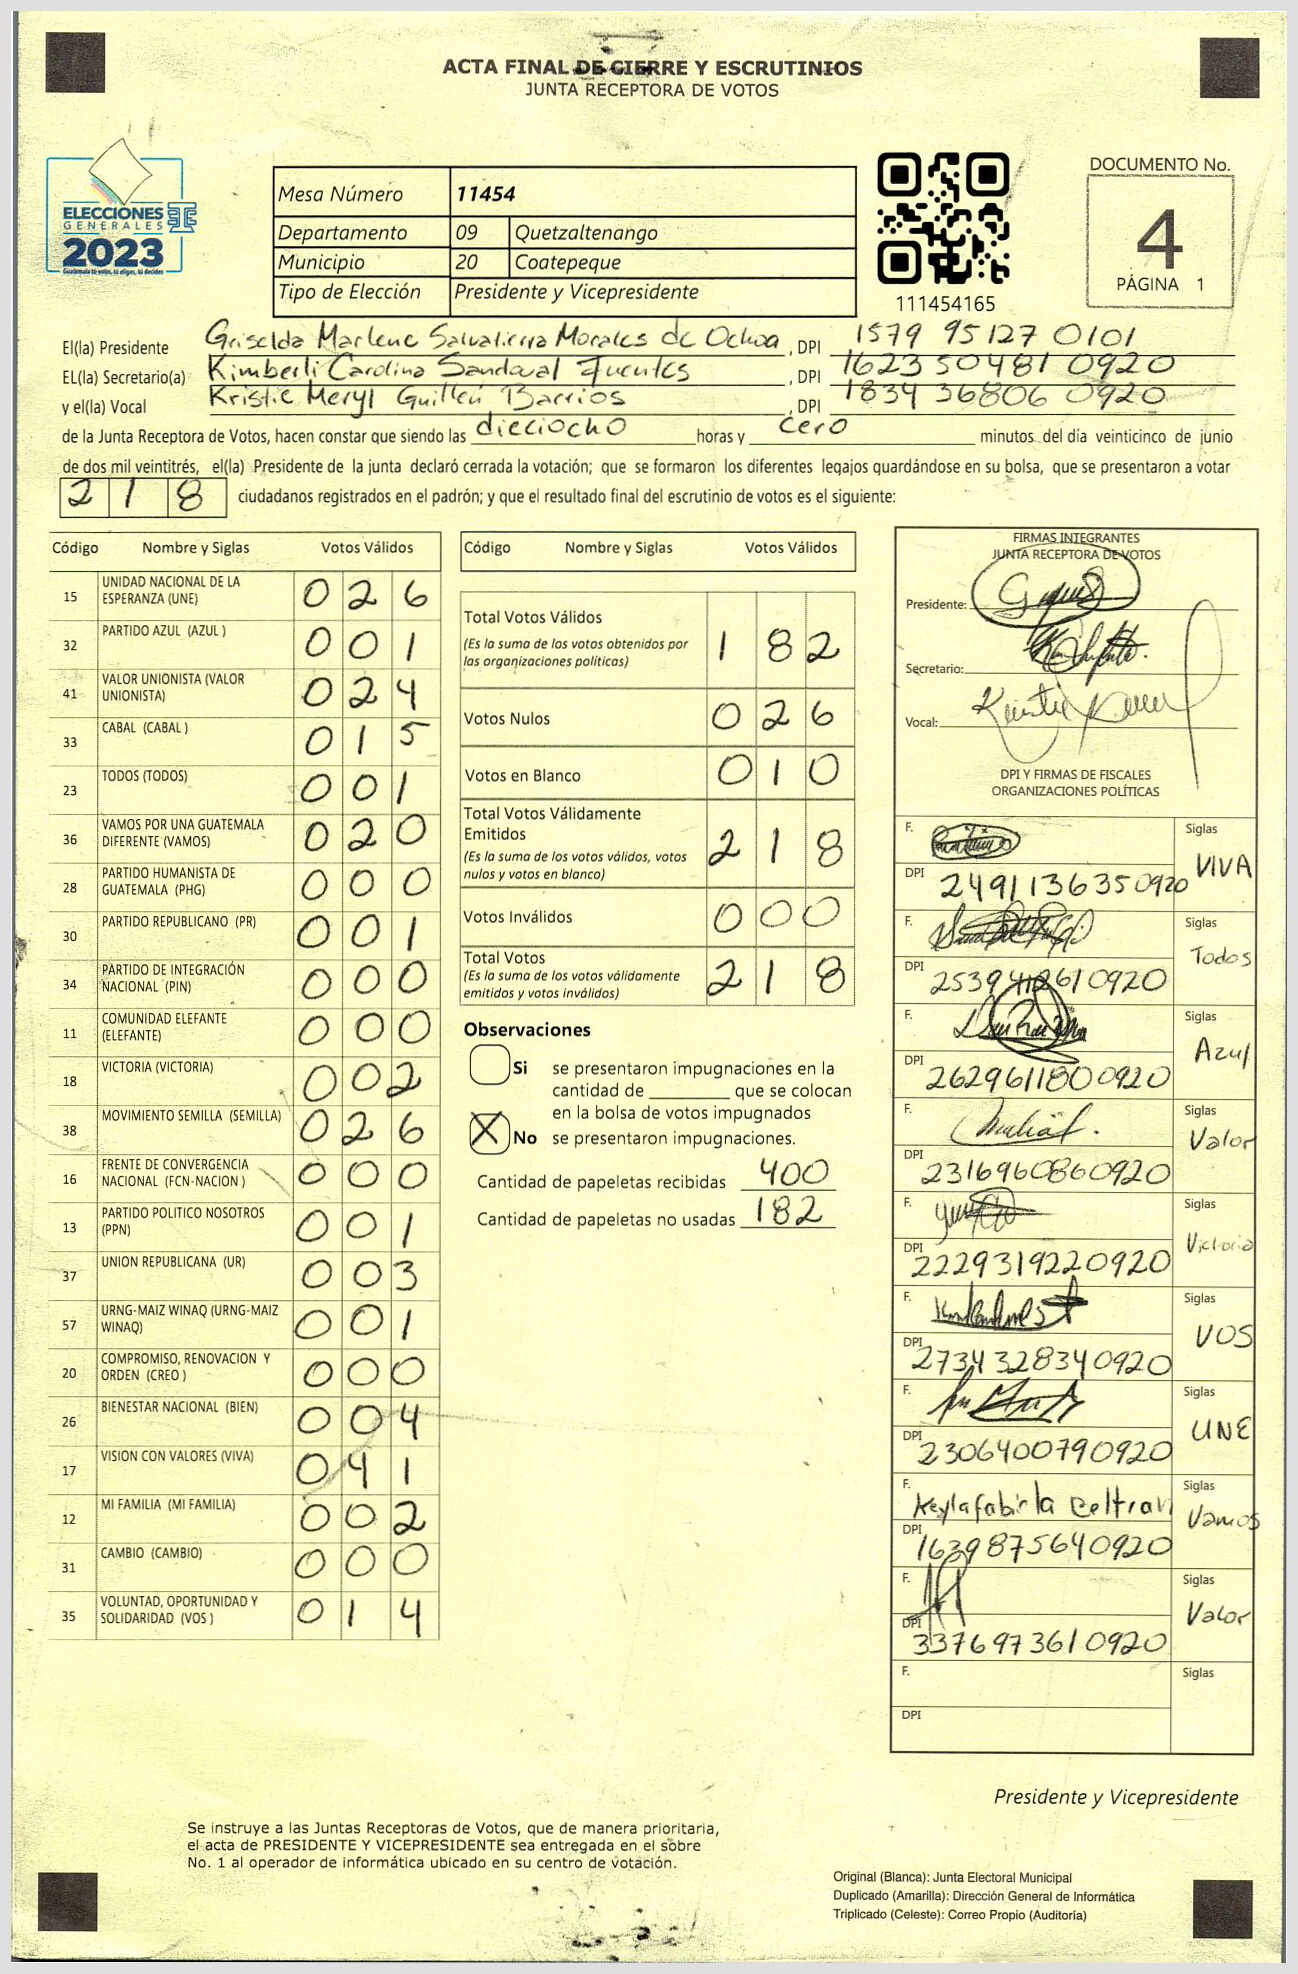 ACTA FINAL DE CIERRE Y ESCRUTINIOS
JUNTA RECEPTORA DE VOTOS
ELECCIONES
GENERALES
2023
Guatemala tú votas, tú eliges, tú decides
Mesa Número 11454
Departamento 09 Quetzaltenango
Municipio 20 Coatepeque
Tipo de Elección Presidente y Vicepresidente
111454165
DOCUMENTO No.
4
PÁGINA 1
El(la) Presidente Griselda Marlene Salvatierra Morales de Ochoa , DPI 1579 95127 0101
EL(la) Secretario(a) Kimberli Carolina Sandoval Fuentes , DPI 1623 50481 0920
y el(la) Vocal Kristie Meryl Guillén Barrios , DPI 1834 36806 0920
de la Junta Receptora de Votos, hacen constar que siendo las dieciocho horas y cero minutos del día veinticinco de junio
de dos mil veintitrés, el(la) Presidente de la junta declaró cerrada la votación; que se formaron los diferentes legajos guardándose en su bolsa, que se presentaron a votar
2 1 8 ciudadanos registrados en el padrón; y que el resultado final del escrutinio de votos es el siguiente:
Código Nombre y Siglas Votos Válidos
15 UNIDAD NACIONAL DE LA ESPERANZA (UNE) 0 2 6
32 PARTIDO AZUL (AZUL ) 0 0 1
41 VALOR UNIONISTA (VALOR UNIONISTA) 0 2 4
33 CABAL (CABAL ) 0 1 5
23 TODOS (TODOS) 0 0 1
36 VAMOS POR UNA GUATEMALA DIFERENTE (VAMOS) 0 2 0
28 PARTIDO HUMANISTA DE GUATEMALA (PHG) 0 0 0
30 PARTIDO REPUBLICANO (PR) 0 0 1
34 PARTIDO DE INTEGRACIÓN NACIONAL (PIN) 0 0 0
11 COMUNIDAD ELEFANTE (ELEFANTE) 0 0 0
18 VICTORIA (VICTORIA) 0 0 2
38 MOVIMIENTO SEMILLA (SEMILLA) 0 2 6
16 FRENTE DE CONVERGENCIA NACIONAL (FCN-NACION ) 0 0 0
13 PARTIDO POLITICO NOSOTROS (PPN) 0 0 1
37 UNION REPUBLICANA (UR) 0 0 3
57 URNG-MAIZ WINAQ (URNG-MAIZ WINAQ) 0 0 1
20 COMPROMISO, RENOVACION Y ORDEN (CREO ) 0 0 0
26 BIENESTAR NACIONAL (BIEN) 0 0 4
17 VISION CON VALORES (VIVA) 0 4 1
12 MI FAMILIA (MI FAMILIA) 0 0 2
31 CAMBIO (CAMBIO) 0 0 0
35 VOLUNTAD, OPORTUNIDAD Y SOLIDARIDAD (VOS ) 0 1 4
Código Nombre y Siglas Votos Válidos
Total Votos Válidos 1 8 2
(Es la suma de los votos obtenidos por
las organizaciones políticas)
Votos Nulos 0 2 6
Votos en Blanco 0 1 0
Total Votos Válidamente
Emitidos 2 1 8
(Es la suma de los votos válidos, votos
nulos y votos en blanco)
Votos Inválidos 0 0 0
Total Votos 2 1 8
(Es la suma de los votos válidamente
emitidos y votos inválidos)
Observaciones
Si se presentaron impugnaciones en la
cantidad de ________ que se colocan
en la bolsa de votos impugnados
X No se presentaron impugnaciones.
Cantidad de papeletas recibidas 400
Cantidad de papeletas no usadas 182
FIRMAS INTEGRANTES
JUNTA RECEPTORA DE VOTOS
Presidente:
Secretario:
Vocal:
DPI Y FIRMAS DE FISCALES
ORGANIZACIONES POLÍTICAS
F. Siglas VIVA
DPI 2491136350920
F. Siglas Todos
DPI
F. Siglas Azul
DPI 2629611800920
F. Siglas Valor
DPI 2316960860920
F. Siglas Victoria
DPI 2229319220920
F. Siglas VOS
DPI 2734328340920
F. Siglas UNE
DPI 2306400790920
F. Keyla fabiola Beltran Siglas Vamos
DPI 1639875640920
F. Siglas Valor
DPI 3376973610920
F. Siglas
DPI
Presidente y Vicepresidente
Se instruye a las Juntas Receptoras de Votos, que de manera prioritaria,
el acta de PRESIDENTE Y VICEPRESIDENTE sea entregada en el sobre
No. 1 al operador de informática ubicado en su centro de votación.
Original (Blanca): Junta Electoral Municipal
Duplicado (Amarilla): Dirección General de Informática
Triplicado (Celeste): Correo Propio (Auditoría)